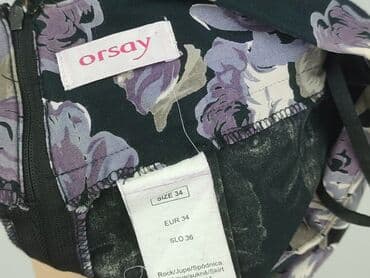 orsay
SIZE 34
EUR 34
SLO 36
Rock/Jupe/Spódnica